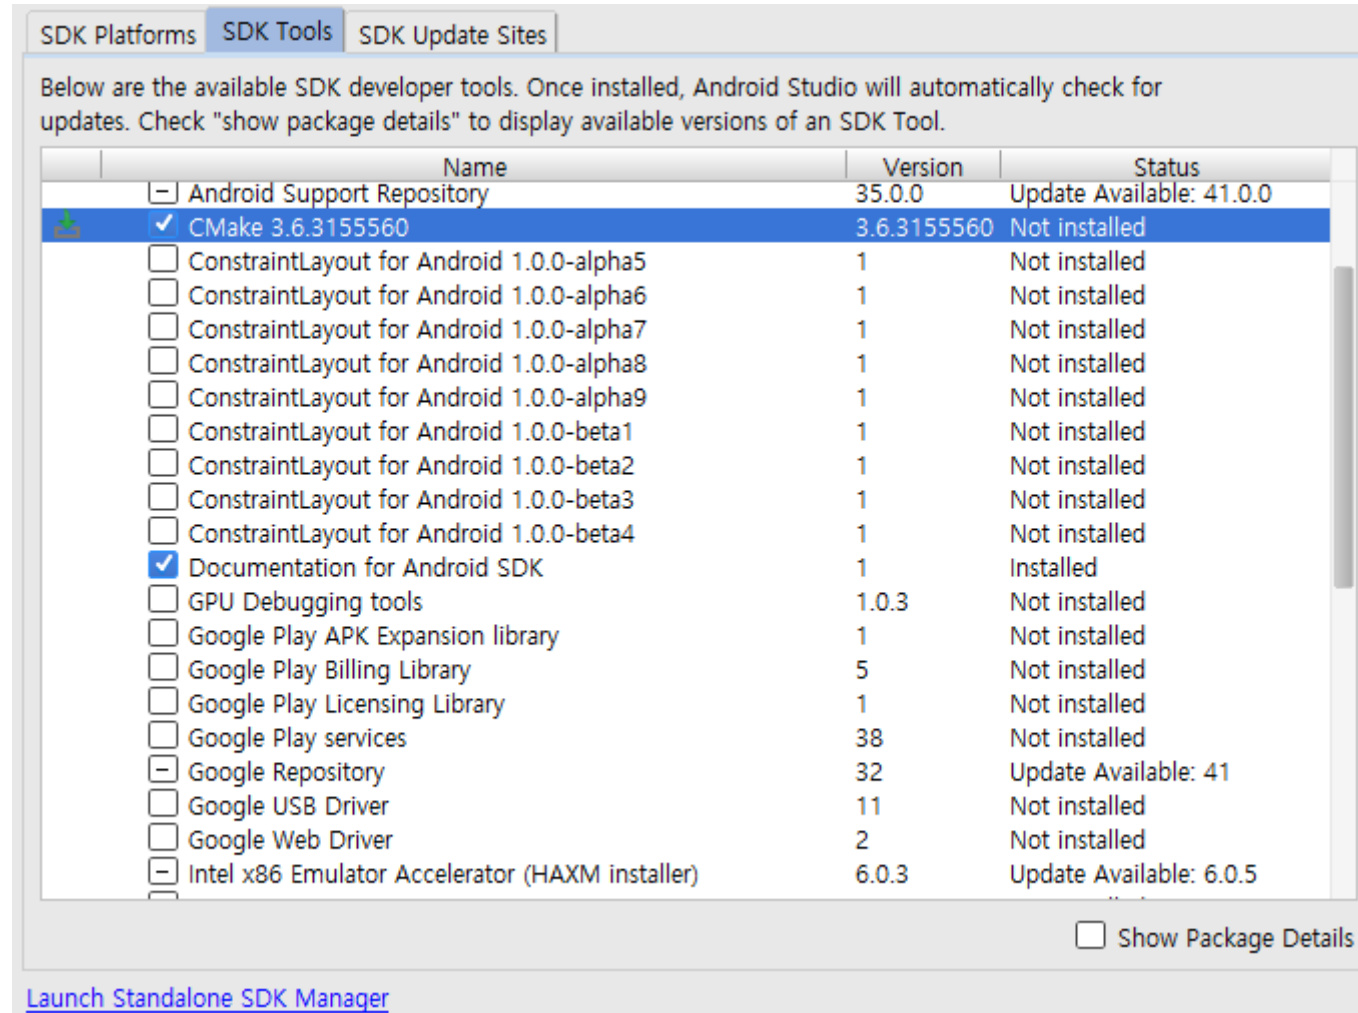 SDK Platforms SDK Tools SDK Update Sites
Below are the available SDK developer tools. Once installed, Android Studio will automatically check for
updates. Check "show package details" to display available versions of an SDK Tool.
Name Version Status
Android Support Repository 35.0.0 Update Available: 41.0.0
CMake 3.6.3155560 3.6.3155560 Not installed
ConstraintLayout for Android 1.0.0-alpha5 1 Not installed
ConstraintLayout for Android 1.0.0-alpha6 1 Not installed
ConstraintLayout for Android 1.0.0-alpha7 1 Not installed
ConstraintLayout for Android 1.0.0-alpha8 1 Not installed
ConstraintLayout for Android 1.0.0-alpha9 1 Not installed
ConstraintLayout for Android 1.0.0-beta1 1 Not installed
ConstraintLayout for Android 1.0.0-beta2 1 Not installed
ConstraintLayout for Android 1.0.0-beta3 1 Not installed
ConstraintLayout for Android 1.0.0-beta4 1 Not installed
Documentation for Android SDK 1 Installed
GPU Debugging tools 1.0.3 Not installed
Google Play APK Expansion library 1 Not installed
Google Play Billing Library 5 Not installed
Google Play Licensing Library 1 Not installed
Google Play services 38 Not installed
Google Repository 32 Update Available: 41
Google USB Driver 11 Not installed
Google Web Driver 2 Not installed
Intel x86 Emulator Accelerator (HAXM installer) 6.0.3 Update Available: 6.0.5
Show Package Details
Launch Standalone SDK Manager